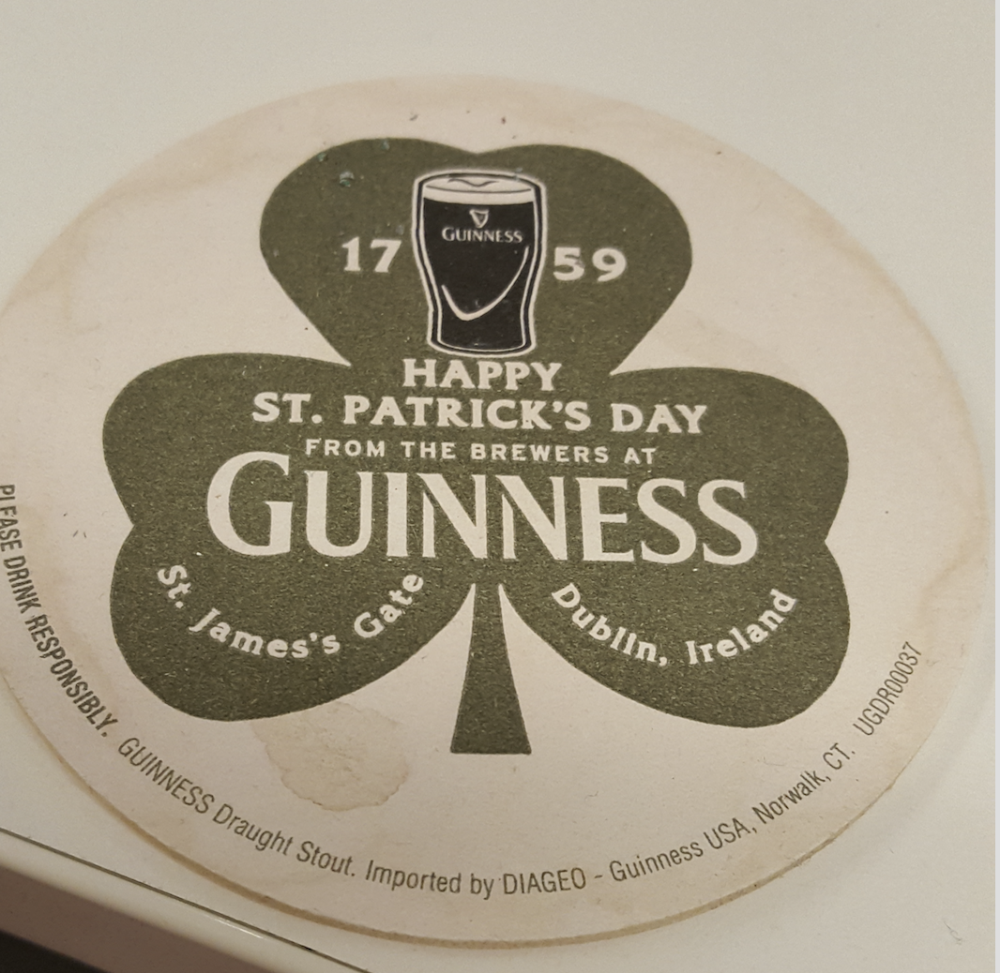 GUINNESS
17 59
HAPPY
ST. PATRICK'S DAY
FROM THE BREWERS AT
GUINNESS
St. James's Gate
Dublin, Ireland
PLEASE DRINK RESPONSIBLY. GUINNESS Draught Stout. Imported by DIAGEO - Guinness USA, Norwalk, CT. UGDR00037